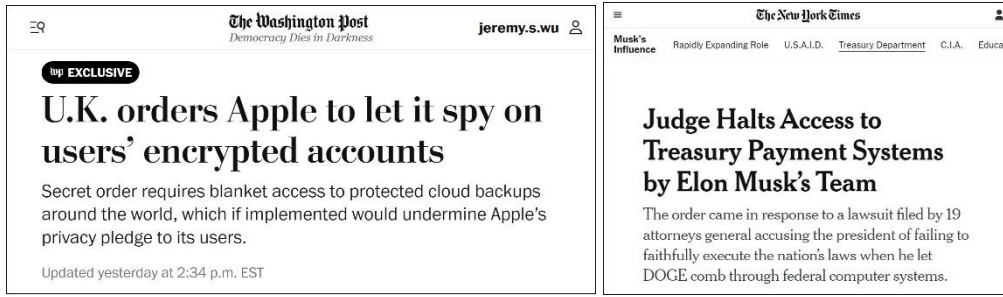 The Washington Post
Democracy Dies in Darkness
jeremy.s.wu
wp EXCLUSIVE
U.K. orders Apple to let it spy on
users' encrypted accounts
Secret order requires blanket access to protected cloud backups
around the world, which if implemented would undermine Apple's
privacy pledge to its users.
Updated yesterday at 2:34 p.m. EST
The New York Times
Musk's
Influence
Rapidly Expanding Role U.S.A.I.D. Treasury Department C.I.A. Educa
Judge Halts Access to
Treasury Payment Systems
by Elon Musk's Team
The order came in response to a lawsuit filed by 19
attorneys general accusing the president of failing to
faithfully execute the nation's laws when he let
DOGE comb through federal computer systems.